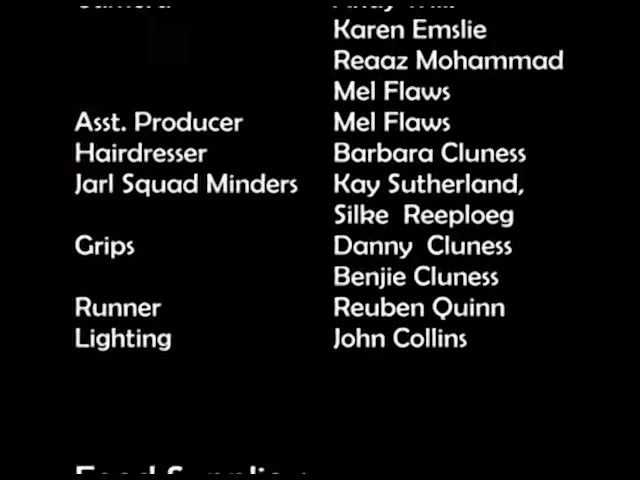 Karen Emslie
Reaaz Mohammad
Mel Flaws
Asst. Producer Mel Flaws
Hairdresser Barbara Cluness
Jarl Squad Minders Kay Sutherland,
Silke Reeploeg
Grips Danny Cluness
Benjie Cluness
Runner Reuben Quinn
Lighting John Collins